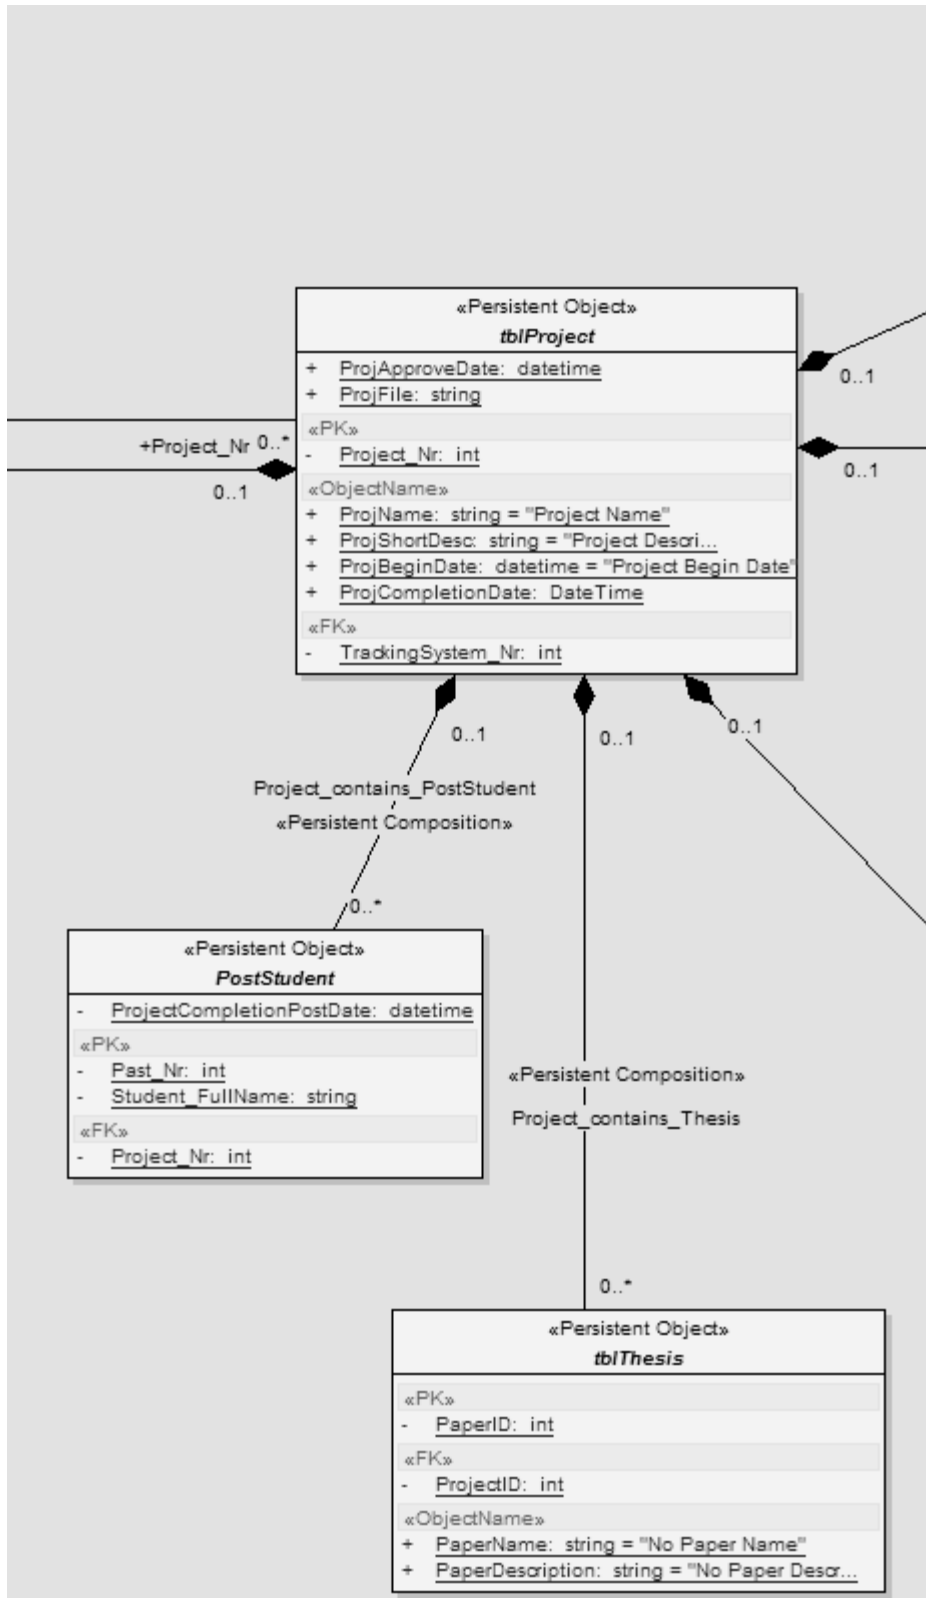 «Persistent Object»
tblProject
+ ProjApproveDate: datetime
+ ProjFile: string
«PK»
- Project_Nr: int
«ObjectName»
+ ProjName: string = "Project Name"
+ ProjShortDesc: string = "Project Descri...
+ ProjBeginDate: datetime = "Project Begin Date"
+ ProjCompletionDate: DateTime
«FK»
- TrackingSystem_Nr: int
0..1
0..1
+Project_Nr 0..*
0..1
0..1
0..1
0..1
Project_contains_PostStudent
«Persistent Composition»
0..*
«Persistent Object»
PostStudent
- ProjectCompletionPostDate: datetime
«PK»
- Past_Nr: int
- Student_FullName: string
«FK»
- Project_Nr: int
«Persistent Composition»
Project_contains_Thesis
0..*
«Persistent Object»
tblThesis
«PK»
- PaperID: int
«FK»
- ProjectID: int
«ObjectName»
+ PaperName: string = "No Paper Name"
+ PaperDescription: string = "No Paper Descr...